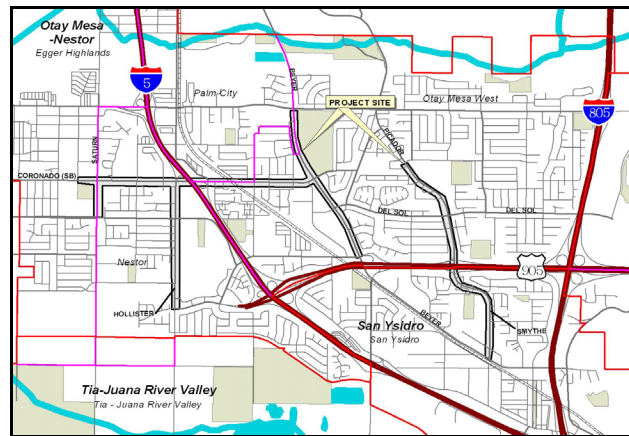 Otay Mesa
-Nestor
Egger Highlands
5
Palm-City
BEYER
PROJECT SITE
Otay Mesa West
805
SATURN
PICADOR
CORONADO (SB)
DEL SOL
DEL SOL
Nestor
905
HOLLISTER
San Ysidro
San Ysidro
BEYER
SMYTHE
Tia-Juana River Valley
Tia - Juana River Valley